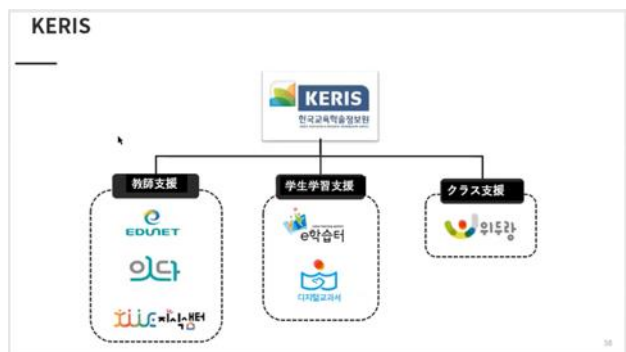 KERIS
KERIS
한국교육학술정보원
教師支援
学生学習支援
クラス支援
EDUNET
잇다
지식샘터
e학습터
디지털교과서
위두랑
58